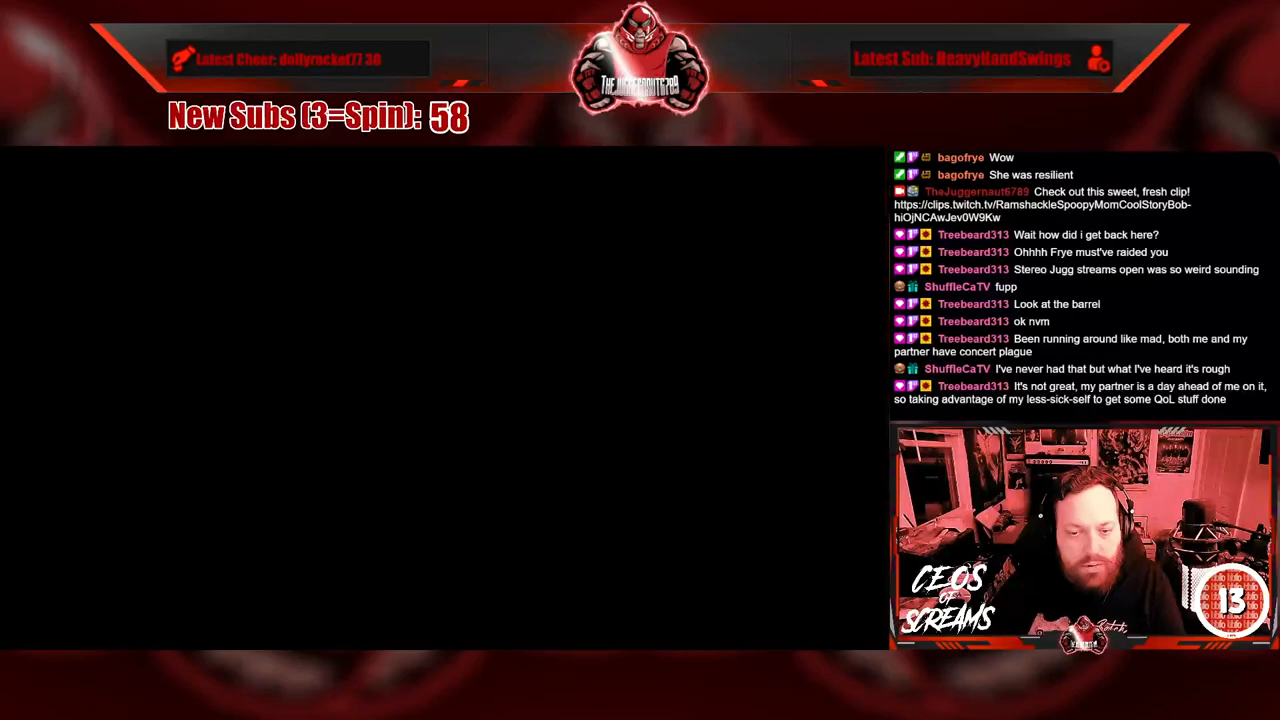 Latest Cheer: dollyrocket77 30
THEJUGGERNAUT6789
Latest Sub: HeavyHandSwings
New Subs (3=Spin): 58
bagofrye Wow
bagofrye She was resilient
TheJuggernaut6789 Check out this sweet, fresh clip!
https://clips.twitch.tv/RamshackleSpoopyMomCoolStoryBob-
hiOjNCAwJev0W9Kw
Treebeard313 Wait how did i get back here?
Treebeard313 Ohhhh Frye must've raided you
Treebeard313 Stereo Jugg streams open was so weird sounding
ShuffleCaTV fupp
Treebeard313 Look at the barrel
Treebeard313 ok nvm
Treebeard313 Been running around like mad, both me and my
partner have concert plague
ShuffleCaTV I've never had that but what I've heard it's rough
Treebeard313 It's not great, my partner is a day ahead of me on it,
so taking advantage of my less-sick-self to get some QoL stuff done
CEOS
OF
SCREAMS
13